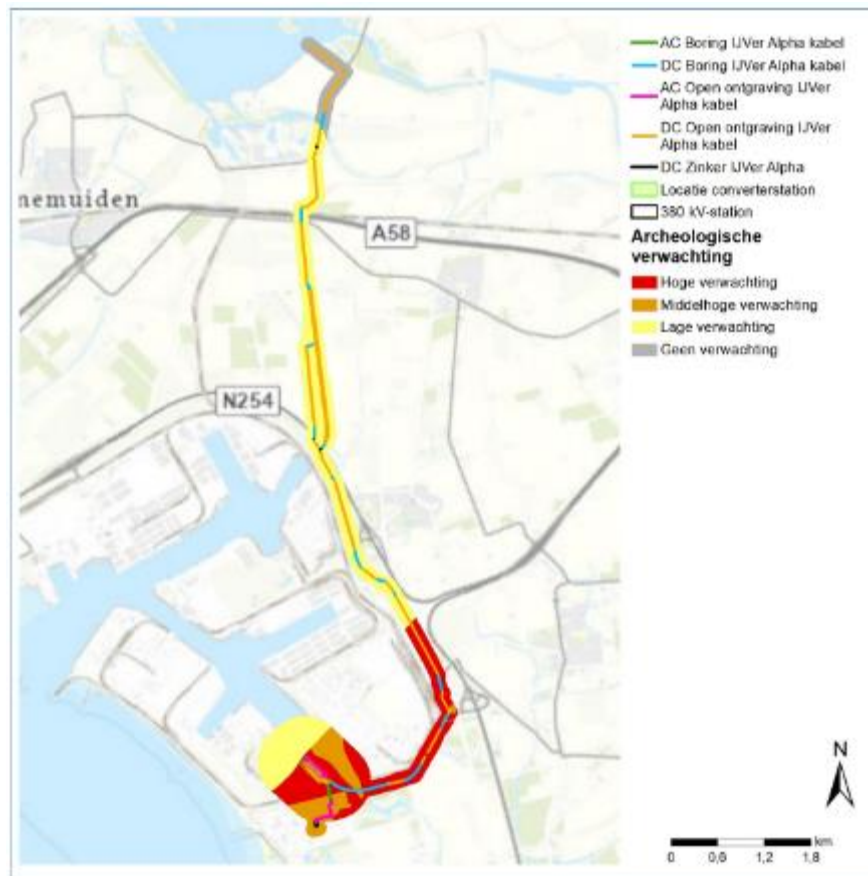 AC Boring IJVer Alpha kabel
DC Boring IJVer Alpha kabel
AC Open ontgraving IJVer
Alpha kabel
DC Open ontgraving IJVer
Alpha kabel
DC Zinker IJVer Alpha
Locatie converterstation
380 kV-station
Archeologische
verwachting
Hoge verwachting
Middelhoge verwachting
Lage verwachting
Geen verwachting
nemuiden
A58
N254
N
km
0 0,6 1,2 1,8